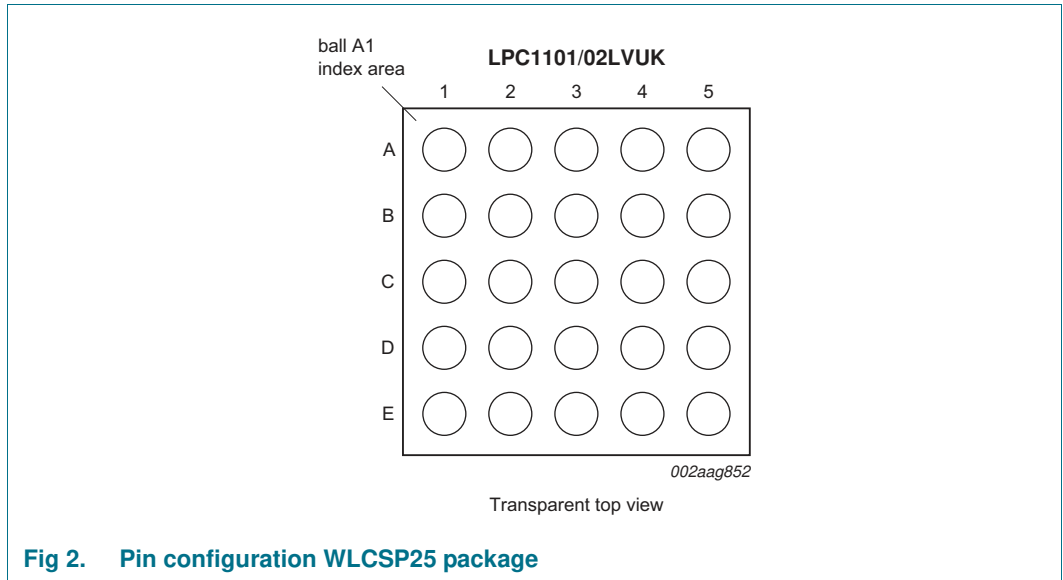 ball A1
index area
LPC1101/02LVUK
1 2 3 4 5
A
B
C
D
E
002aag852
Transparent top view
Fig 2. Pin configuration WLCSP25 package